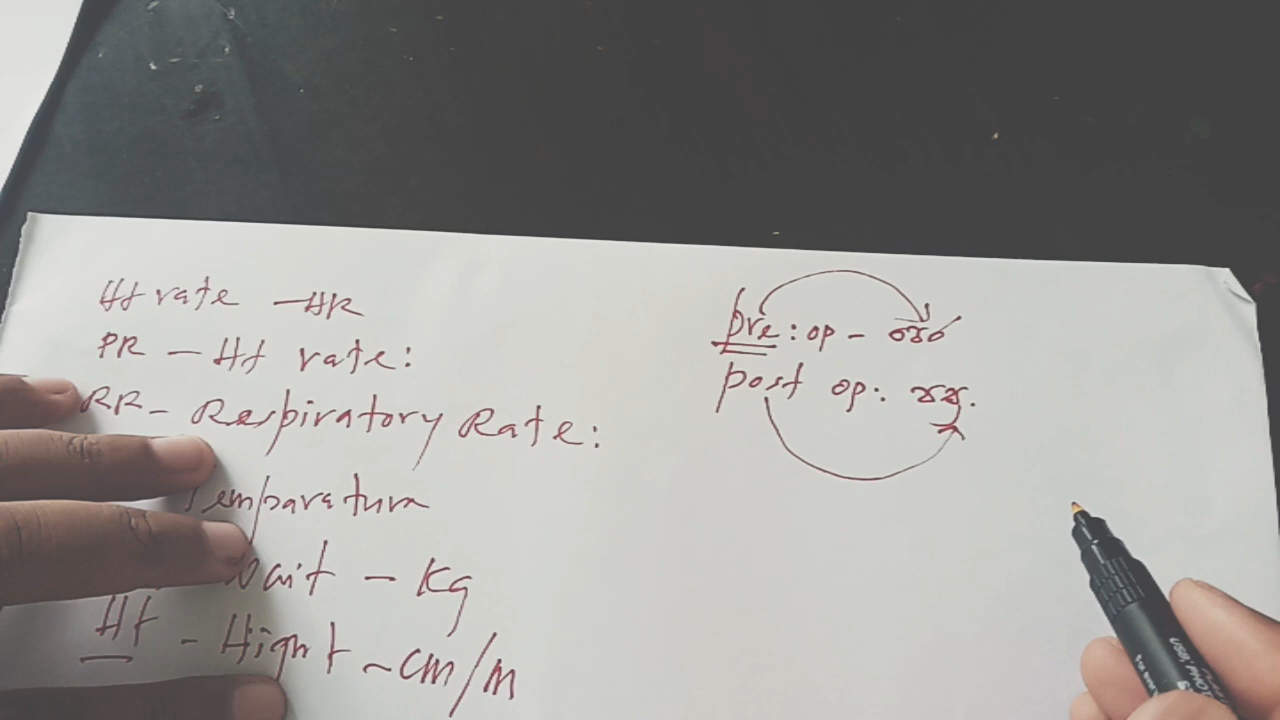 Ht rate - HR
PR - Ht rate:
RR - Respiratory Rate:
Temparatura
Wait - Kg
Ht - Hight ~ cm/m
pre: op -
post op: